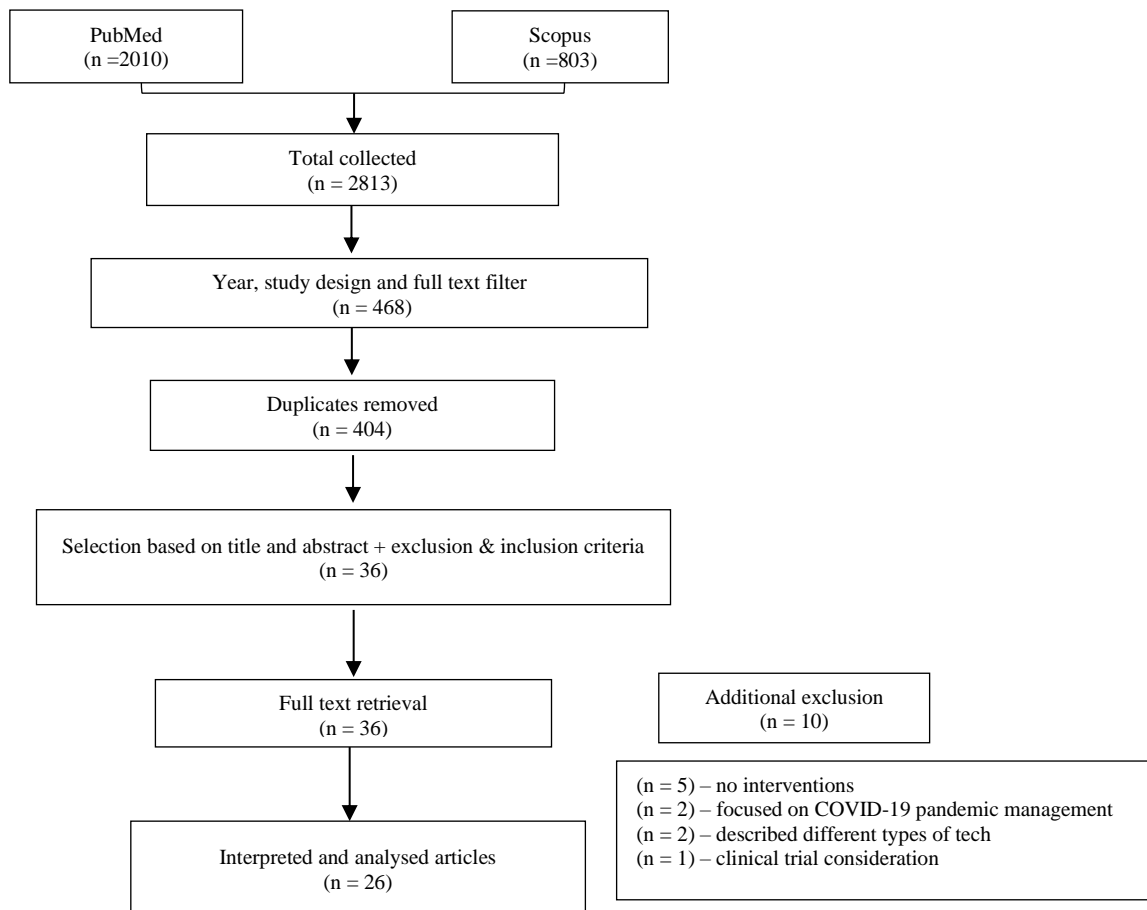 PubMed
(n =2010)
Scopus
(n =803)
Total collected
(n = 2813)
Year, study design and full text filter
(n = 468)
Duplicates removed
(n = 404)
Selection based on title and abstract + exclusion & inclusion criteria
(n = 36)
Full text retrieval
(n = 36)
Additional exclusion
(n = 10)
(n = 5) – no interventions
(n = 2) – focused on COVID-19 pandemic management
(n = 2) – described different types of tech
(n = 1) – clinical trial consideration
Interpreted and analysed articles
(n = 26)